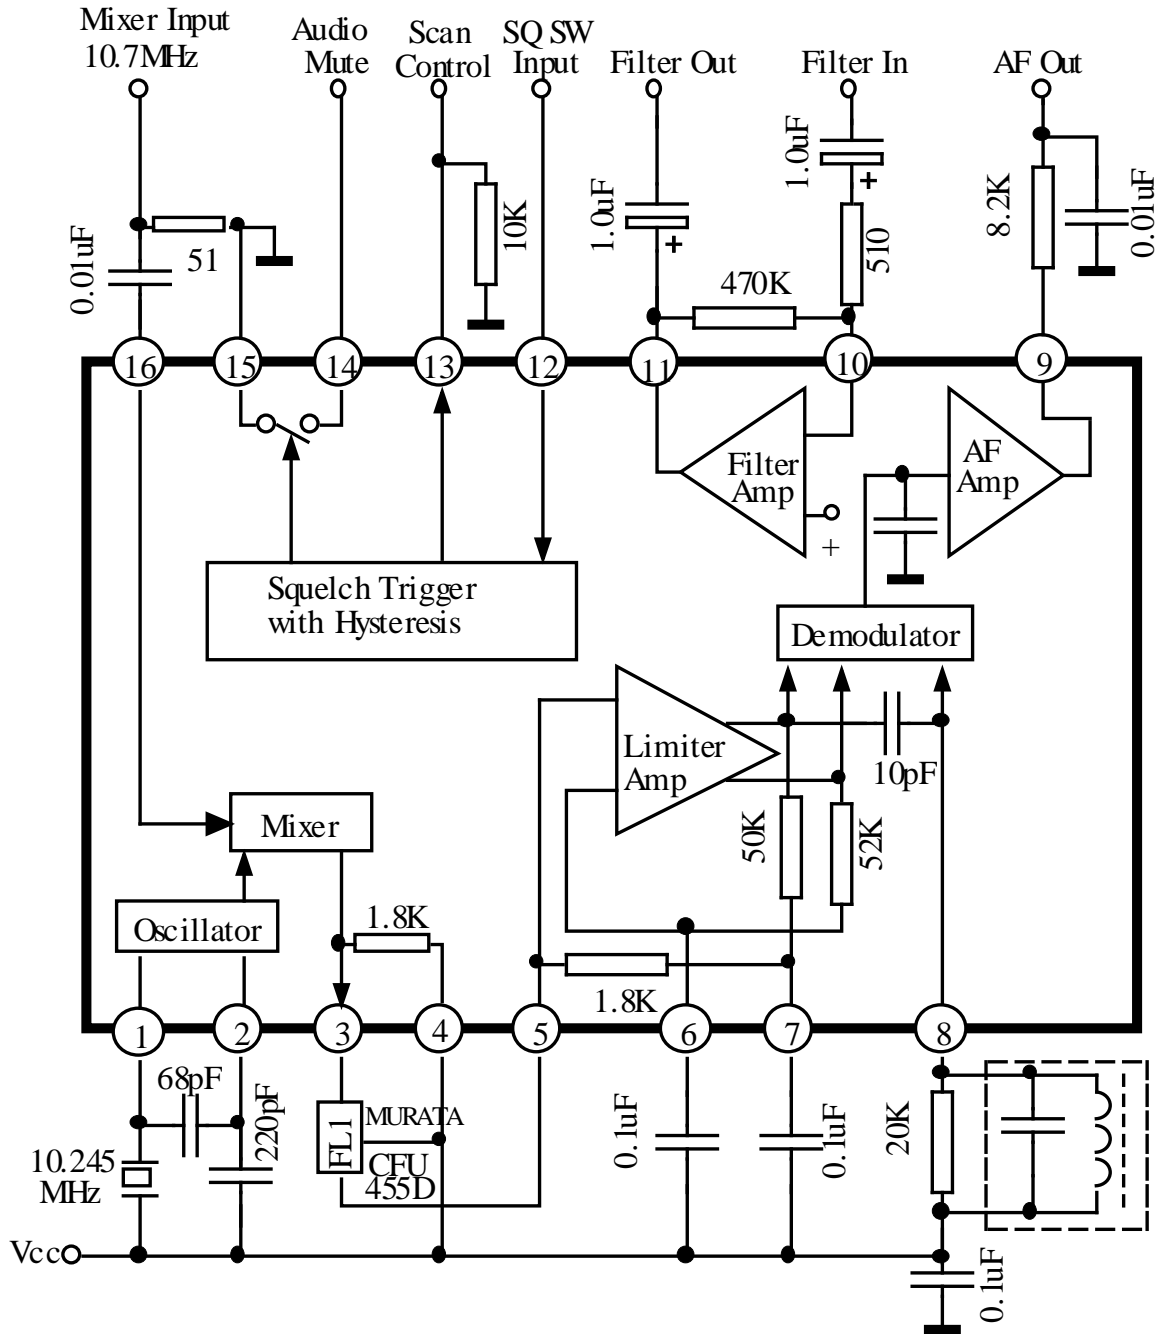 Mixer Input
10.7MHz
Audio
Mute
Scan
Control
SQ SW
Input
Filter Out
Filter In
AF Out
1.0uF
+
1.0uF
+
8.2K
0.01uF
10K
51
0.01uF
510
470K
16
15
14
13
12
11
10
9
Filter
Amp
+
AF
Amp
Squelch Trigger
with Hysteresis
Demodulator
Limiter
Amp
10pF
Mixer
50K
52K
Oscillator
1.8K
1.8K
1
2
3
4
5
6
7
8
68pF
220pF
FL1
MURATA
CFU
455D
0.1uF
0.1uF
20K
10.245
MHz
Vcc
0.1uF